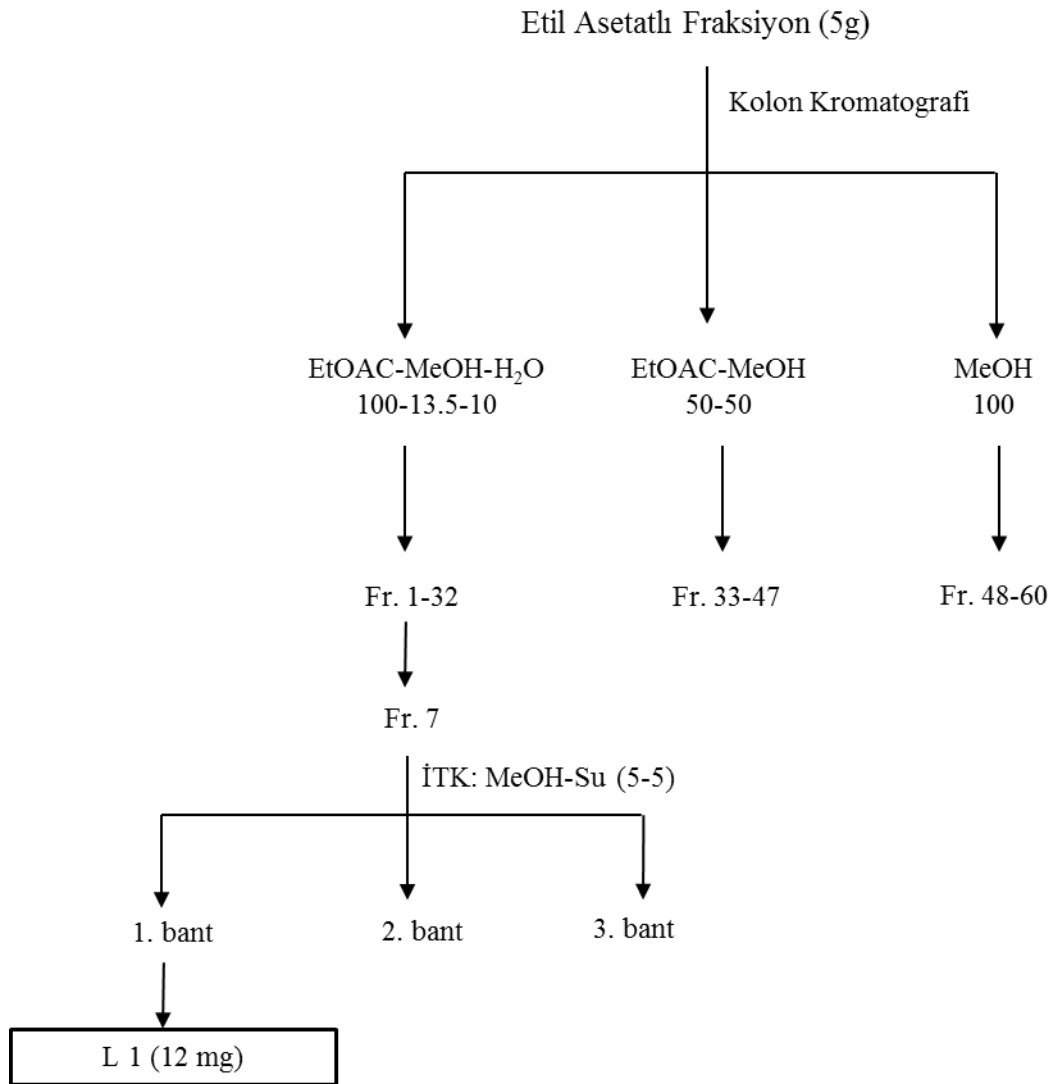 Etil Asetatlı Fraksiyon (5g)
Kolon Kromatografi
EtOAC-MeOH-H₂O
100-13.5-10
EtOAC-MeOH
50-50
MeOH
100
Fr. 1-32
Fr. 33-47
Fr. 48-60
Fr. 7
İTK: MeOH-Su (5-5)
1. bant
2. bant
3. bant
L 1 (12 mg)